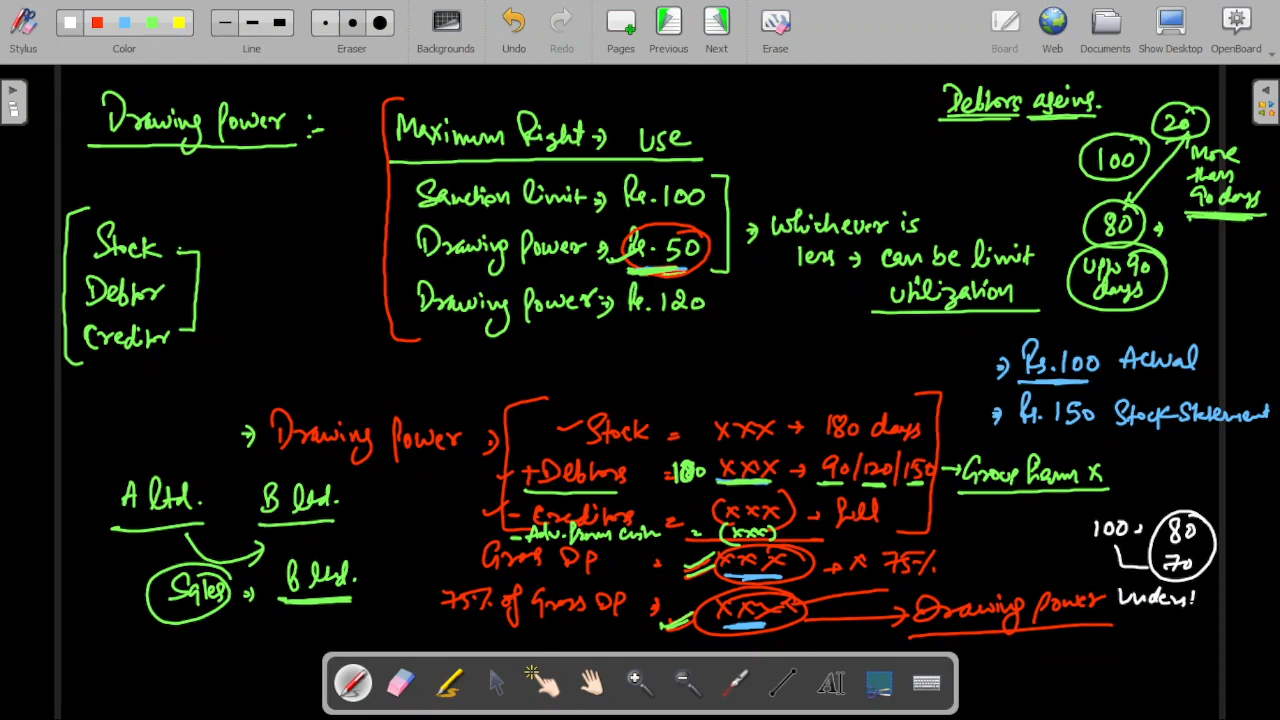 Stylus
Color
Line
Eraser
Backgrounds
Undo
Redo
Pages
Previous
Next
Erase
Board
Web
Documents
Show Desktop
OpenBoard
Drawing Power :-
Stock
Debtor
Creditor
Maximum Right → use
Sanction limit → Rs. 100
Drawing Power → Rs. 50
Drawing Power → Rs. 120
→ Whichever is
less → can be limit
utilization
Debtors ageing.
20
100
More
than
90 days
80 →
upto 90
days
→ Rs. 100 Actual
→ Rs. 150 Stock Statement
→ Drawing Power →
Stock = xxx → 180 days
+ Debtors = 100 xxx → 90/120/150 → Group firm x
- Creditors = (xxx) → full
- Adv. from cust = (xxx)
Gross DP = xxx → x 75%
75% of Gross DP → xxx → Drawing Power
A ltd. B ltd.
Sales → B ltd.
100 80
70